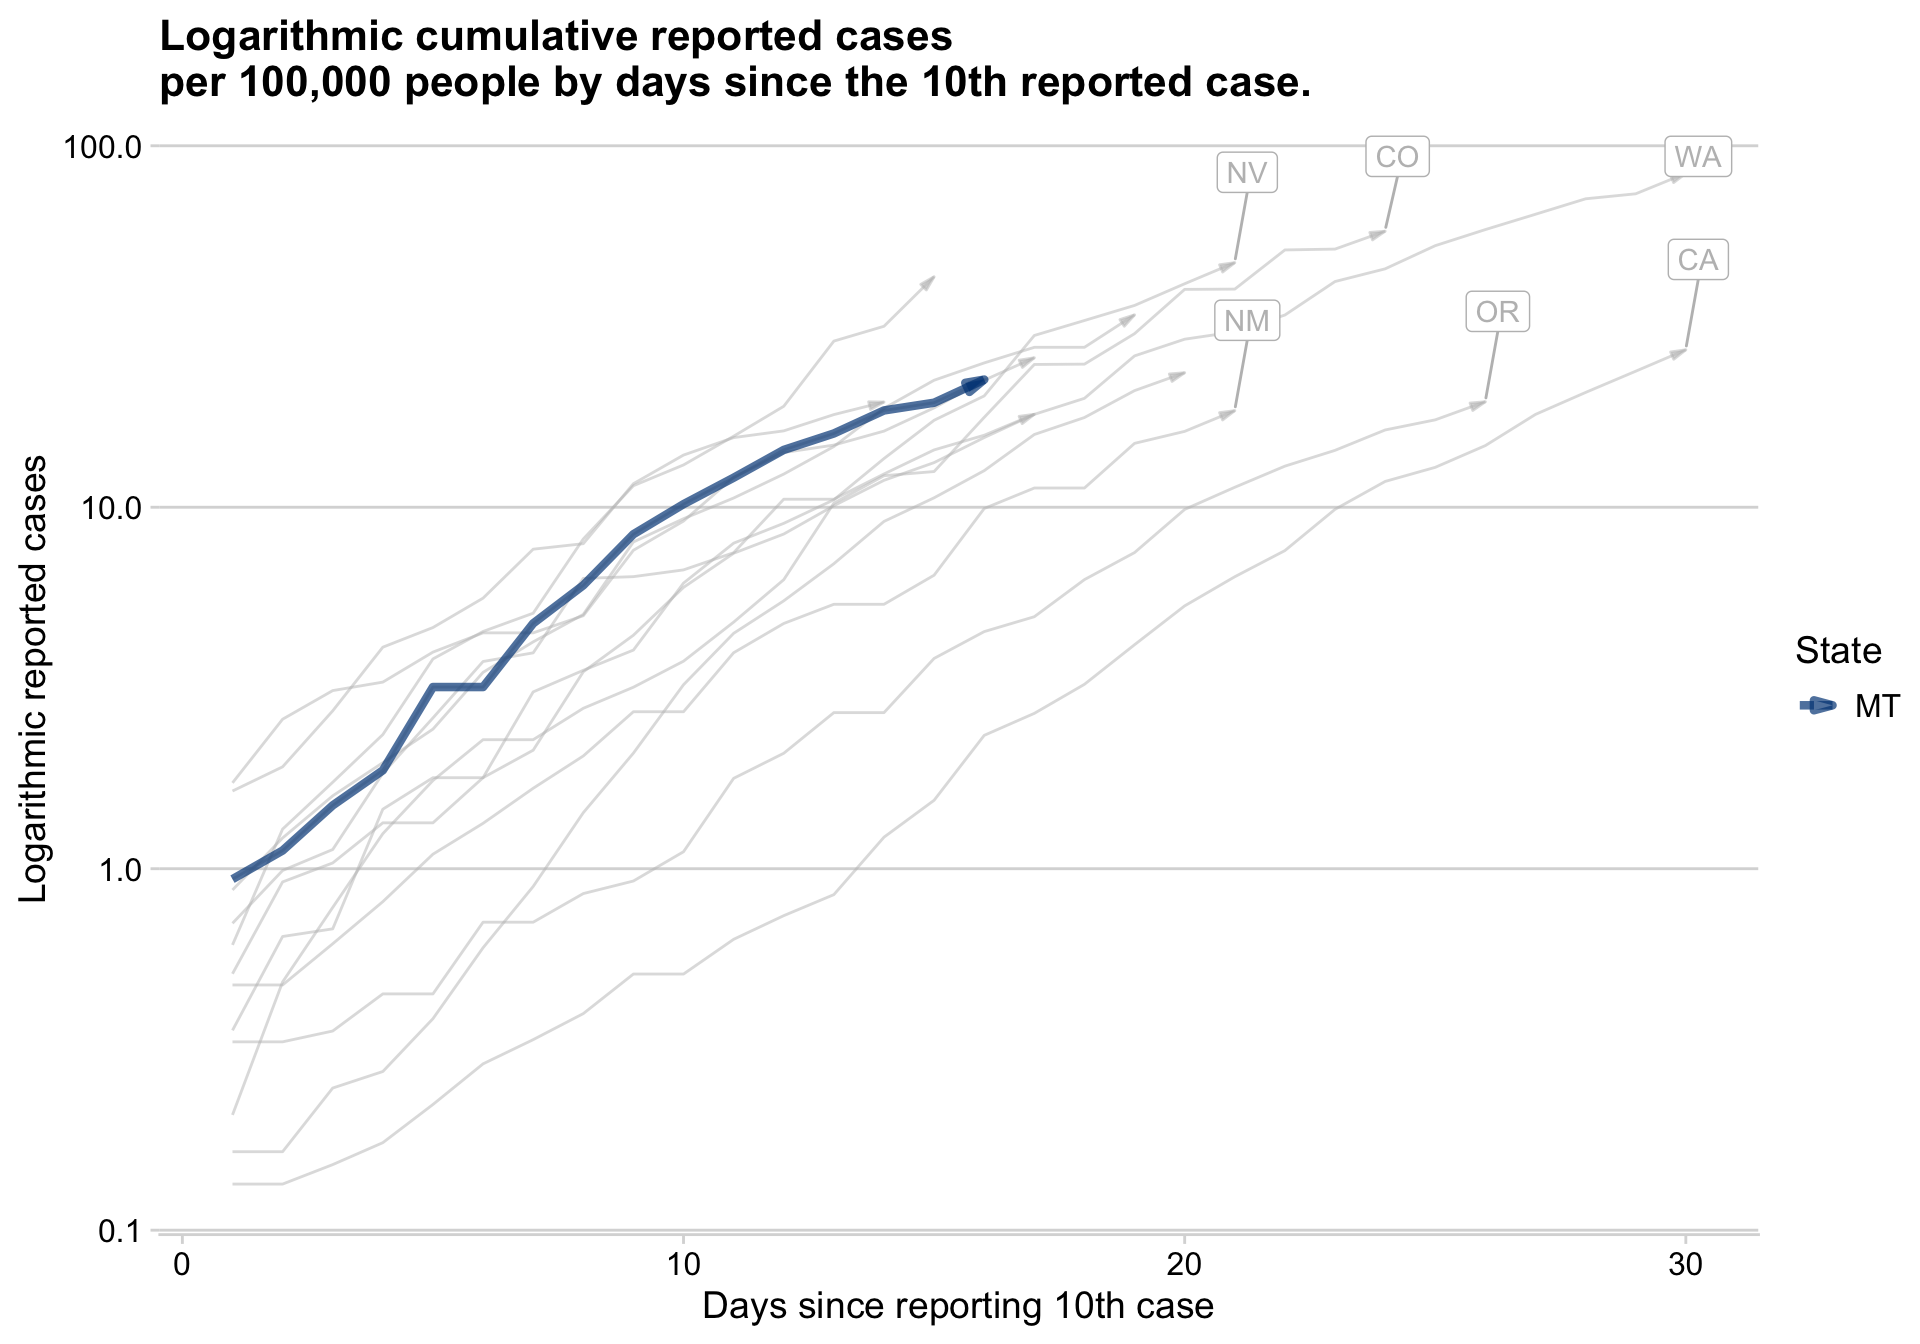 Logarithmic cumulative reported cases
per 100,000 people by days since the 10th reported case.
100.0
10.0
1.0
0.1
Logarithmic reported cases
NV
CO
WA
CA
NM
OR
State
MT
0
10
20
30
Days since reporting 10th case